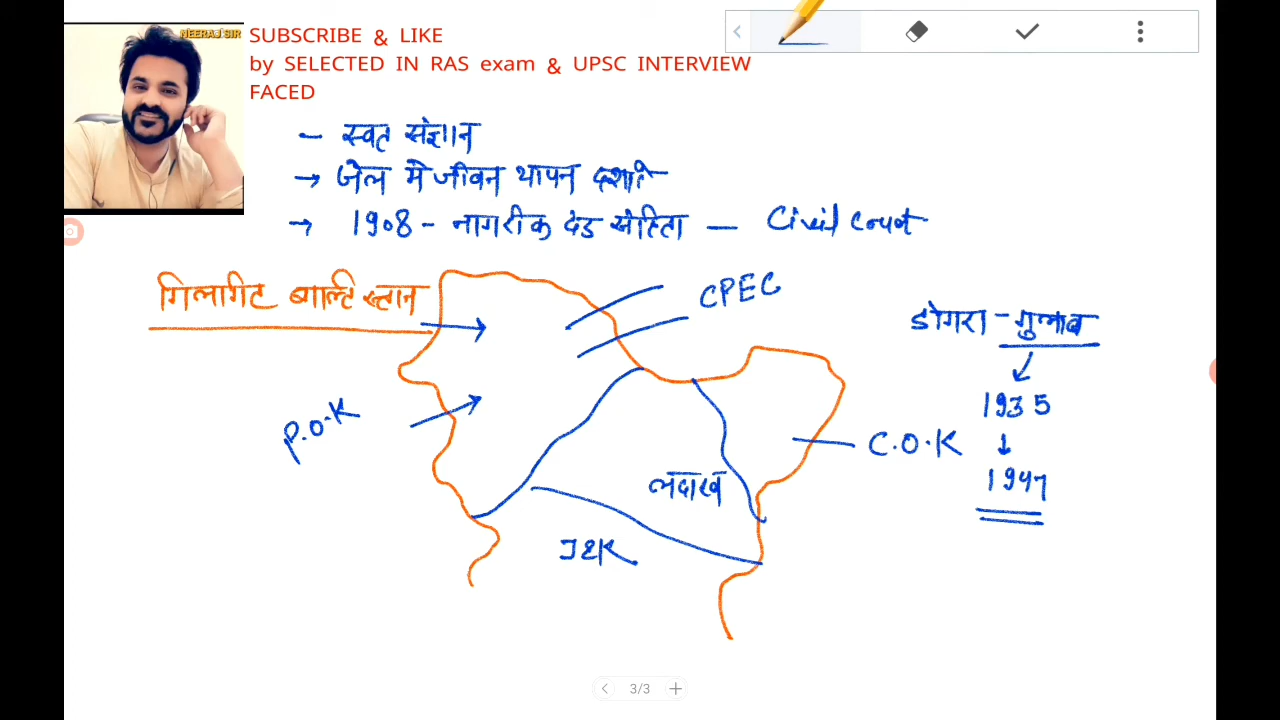 NEERAJ SIR
SUBSCRIBE & LIKE
by SELECTED IN RAS exam & UPSC INTERVIEW
FACED
– स्वत संज्ञान
→ जेल मे जीवन यापन दशाऐ
→ 1908 – नागरीक दंड संहिता — Civil court
गिलगिट बाल्टिस्तान
CPEC
डोगरा – गुलाब
↓
1935
↓
1947
P.O.K
C.O.K
लदाख
J&K
3/3